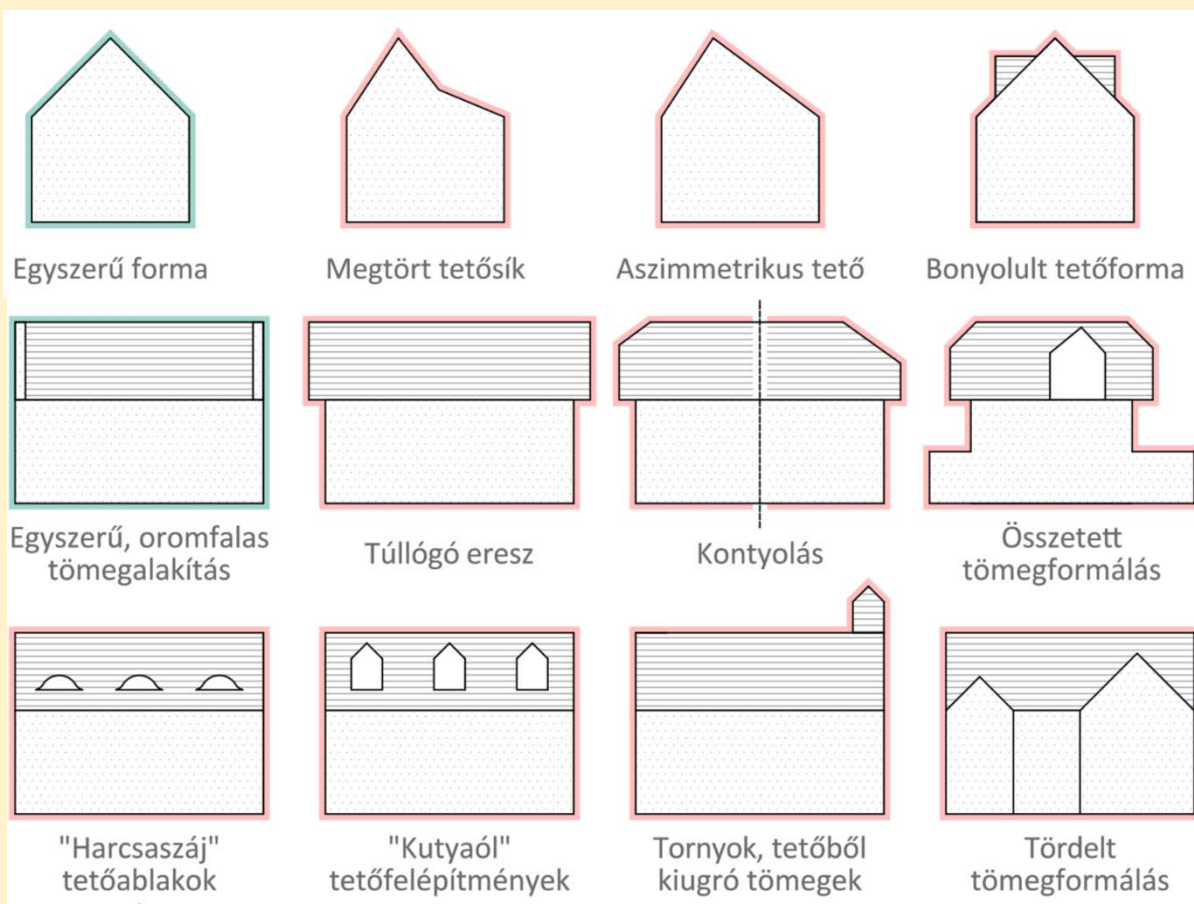 Egyszerű forma
Megtört tetősík
Aszimmetrikus tető
Bonyolult tetőforma
Egyszerű, oromfalas
tömegalakítás
Túllógó eresz
Kontyolás
Összetett
tömegformálás
"Harcsaszáj"
tetőablakok
"Kutyaól"
tetőfelépítmények
Tornyok, tetőből
kiugró tömegek
Tördelt
tömegformálás